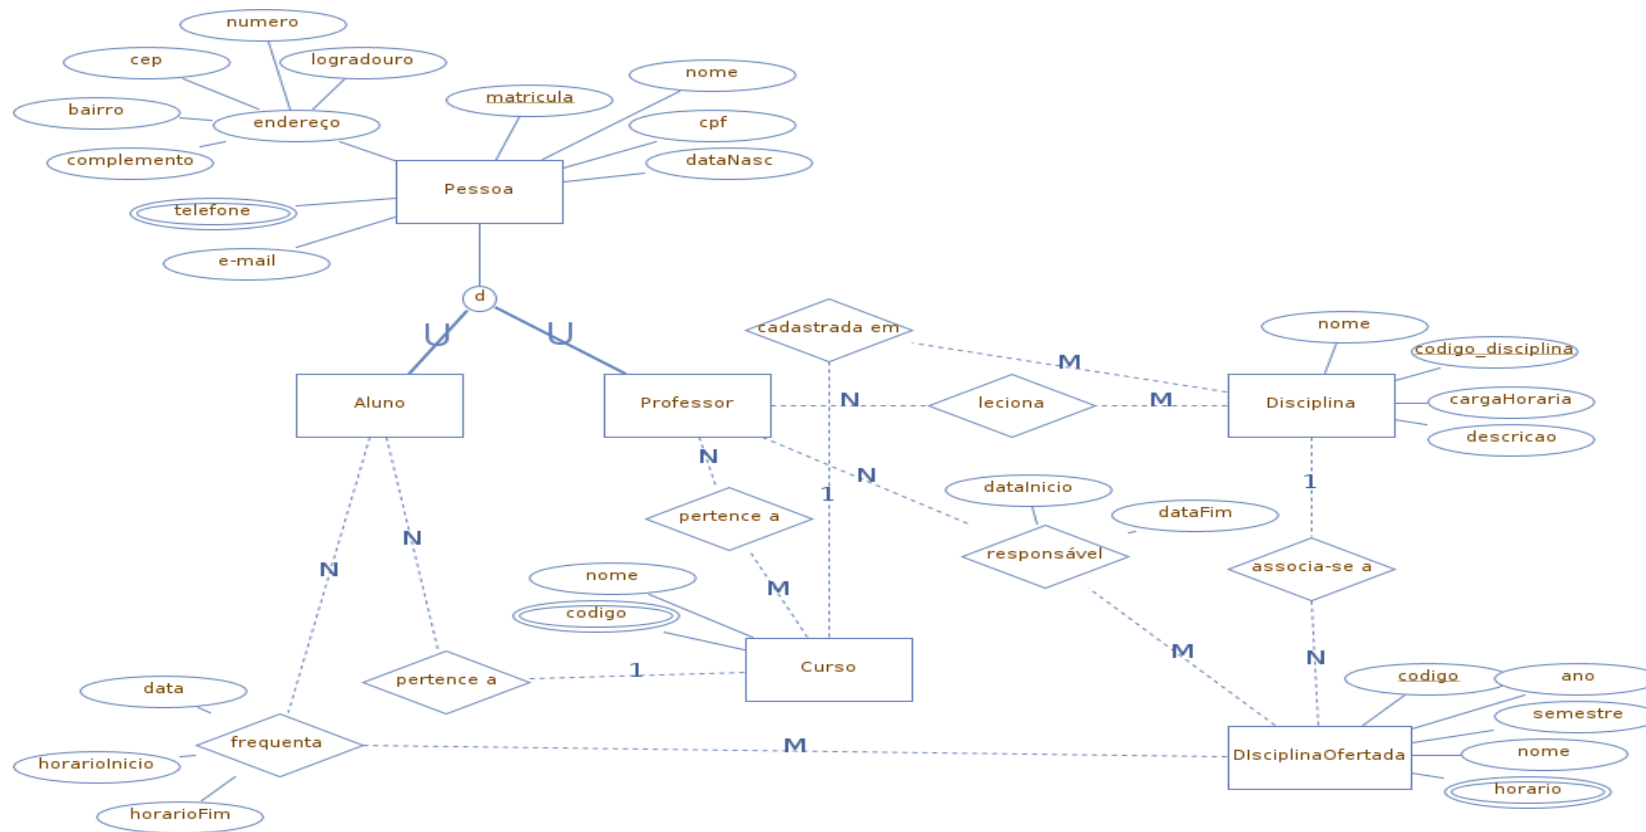 numero
cep
logradouro
nome
matricula
bairro
endereço
cpf
complemento
dataNasc
Pessoa
telefone
e-mail
d
U
U
cadastrada em
nome
codigo_disciplina
M
Aluno
Professor
N
leciona
M
Disciplina
cargaHoraria
descricao
N
N
1
1
dataInicio
dataFim
pertence a
N
N
responsável
associa-se a
nome
M
codigo
M
N
Curso
1
pertence a
codigo
ano
data
semestre
frequenta
M
nome
DIsciplinaOfertada
horarioInicio
horario
horarioFim